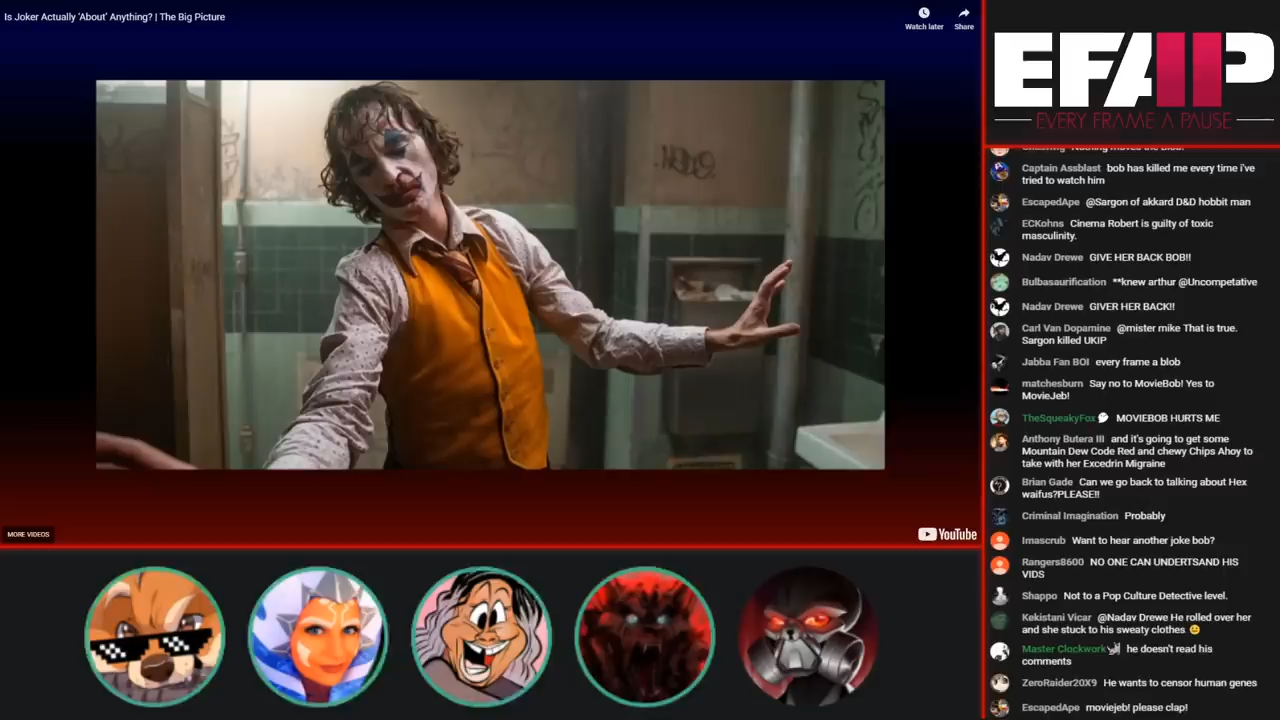 Is Joker Actually 'About' Anything? | The Big Picture
Watch later
Share
MORE VIDEOS
YouTube
EFAP
EVERY FRAME A PAUSE
Captain Assblast bob has killed me every time i've
tried to watch him
EscapedApe @Sargon of akkard D&D hobbit man
ECKohns Cinema Robert is guilty of toxic
masculinity.
Nadav Drewe GIVE HER BACK BOB!!
Bulbasaurification **knew arthur @Uncompetative
Nadav Drewe GIVER HER BACK!!
Carl Van Dopamine @mister mike That is true.
Sargon killed UKIP
Jabba Fan BOI every frame a blob
matchesburn Say no to MovieBob! Yes to
MovieJeb!
TheSqueakyFox MOVIEBOB HURTS ME
Anthony Butera III and it's going to get some
Mountain Dew Code Red and chewy Chips Ahoy to
take with her Excedrin Migraine
Brian Gade Can we go back to talking about Hex
waifus?PLEASE!!
Criminal Imagination Probably
Imascrub Want to hear another joke bob?
Rangers8600 NO ONE CAN UNDERTSAND HIS
VIDS
Shappo Not to a Pop Culture Detective level.
Kekistani Vicar @Nadav Drewe He rolled over her
and she stuck to his sweaty clothes
Master Clockwork he doesn't read his
comments
ZeroRaider20X9 He wants to censor human genes
EscapedApe moviejeb! please clap!